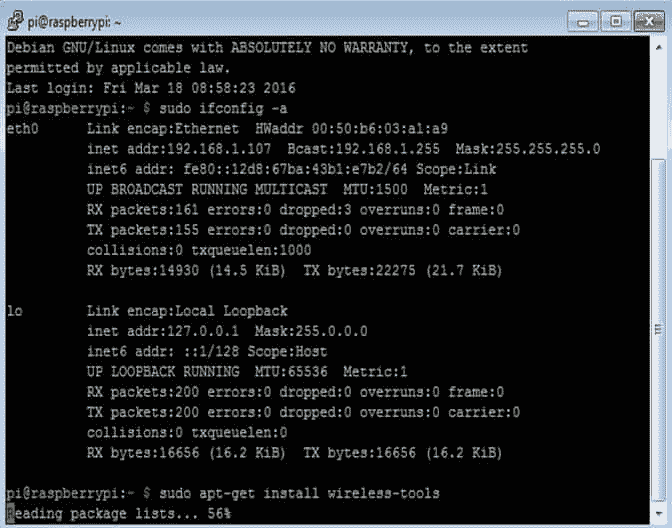 pi@raspberrypi: ~
Debian GNU/Linux comes with ABSOLUTELY NO WARRANTY, to the extent
permitted by applicable law.
Last login: Fri Mar 18 08:58:23 2016
pi@raspberrypi:~ $ sudo ifconfig -a
eth0 Link encap:Ethernet HWaddr 00:50:b6:03:a1:a9
inet addr:192.168.1.107 Bcast:192.168.1.255 Mask:255.255.255.0
inet6 addr: fe80::12d8:67ba:43b1:e7b2/64 Scope:Link
UP BROADCAST RUNNING MULTICAST MTU:1500 Metric:1
RX packets:161 errors:0 dropped:3 overruns:0 frame:0
TX packets:155 errors:0 dropped:0 overruns:0 carrier:0
collisions:0 txqueuelen:1000
RX bytes:14930 (14.5 KiB) TX bytes:22275 (21.7 KiB)
lo Link encap:Local Loopback
inet addr:127.0.0.1 Mask:255.0.0.0
inet6 addr: ::1/128 Scope:Host
UP LOOPBACK RUNNING MTU:65536 Metric:1
RX packets:200 errors:0 dropped:0 overruns:0 frame:0
TX packets:200 errors:0 dropped:0 overruns:0 carrier:0
collisions:0 txqueuelen:0
RX bytes:16656 (16.2 KiB) TX bytes:16656 (16.2 KiB)
pi@raspberrypi:~ $ sudo apt-get install wireless-tools
Reading package lists... 56%